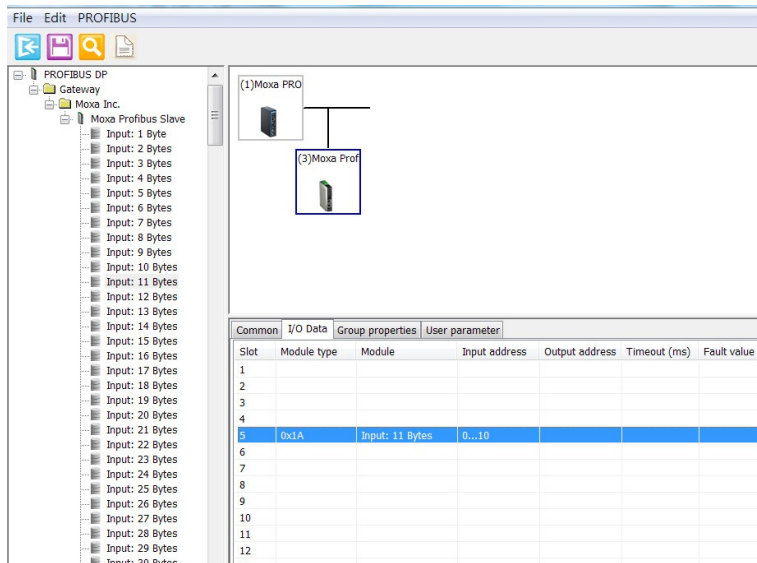 File Edit PROFIBUS
PROFIBUS DP
Gateway
Moxa Inc.
Moxa Profibus Slave
Input: 1 Byte
Input: 2 Bytes
Input: 3 Bytes
Input: 4 Bytes
Input: 5 Bytes
Input: 6 Bytes
Input: 7 Bytes
Input: 8 Bytes
Input: 9 Bytes
Input: 10 Bytes
Input: 11 Bytes
Input: 12 Bytes
Input: 13 Bytes
Input: 14 Bytes
Input: 15 Bytes
Input: 16 Bytes
Input: 17 Bytes
Input: 18 Bytes
Input: 19 Bytes
Input: 20 Bytes
Input: 21 Bytes
Input: 22 Bytes
Input: 23 Bytes
Input: 24 Bytes
Input: 25 Bytes
Input: 26 Bytes
Input: 27 Bytes
Input: 28 Bytes
Input: 29 Bytes
Input: 30 Bytes
(1)Moxa PRO
(3)Moxa Prof
Common I/O Data Group properties User parameter
Slot Module type Module Input address Output address Timeout (ms) Fault value
1
2
3
4
5 0x1A Input: 11 Bytes 0...10
6
7
8
9
10
11
12